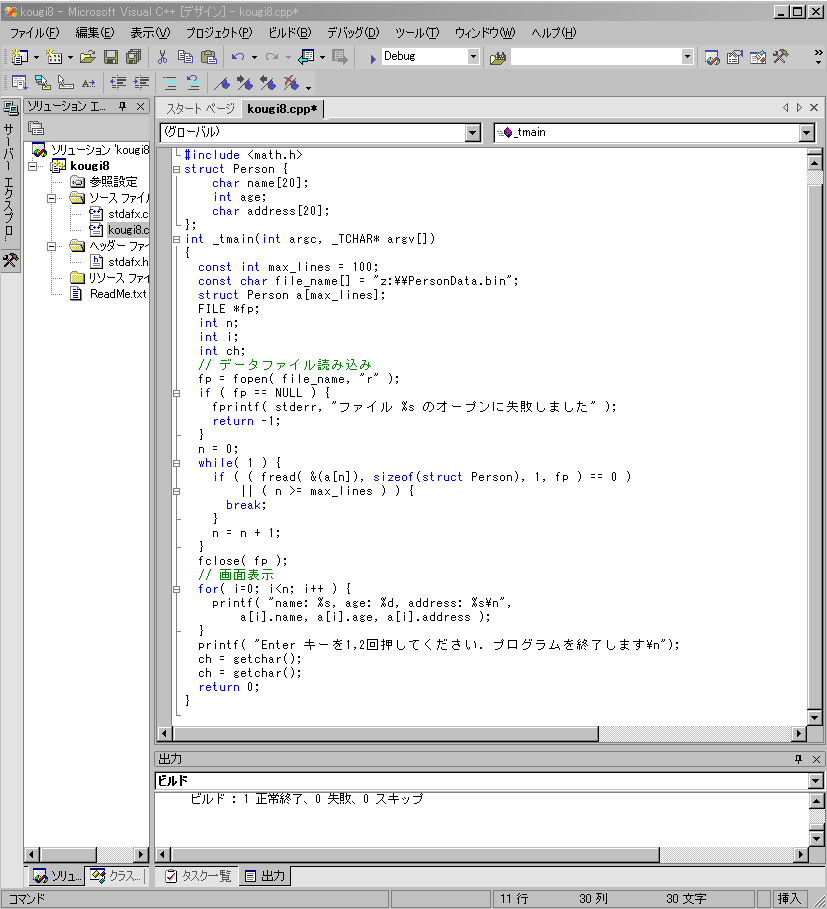 kougi8 - Microsoft Visual C++ [デザイン] - kougi8.cpp*
ファイル(F) 編集(E) 表示(V) プロジェクト(P) ビルド(B) デバッグ(D) ツール(T) ウィンドウ(W) ヘルプ(H)
Debug
ソリューション エ...
スタート ページ kougi8.cpp*
サーバー エクスプロ...
(グローバル) _tmain
ソリューション 'kougi8
kougi8
参照設定
ソース ファイ
stdafx.c
kougi8.c
ヘッダー ファイ
stdafx.h
リソース ファイ
ReadMe.txt
#include <math.h>
struct Person {
char name[20];
int age;
char address[20];
};
int _tmain(int argc, _TCHAR* argv[])
{
const int max_lines = 100;
const char file_name[] = "z:¥¥PersonData.bin";
struct Person a[max_lines];
FILE *fp;
int n;
int i;
int ch;
// データファイル読み込み
fp = fopen( file_name, "r" );
if ( fp == NULL ) {
fprintf( stderr, "ファイル %s のオープンに失敗しました" );
return -1;
}
n = 0;
while( 1 ) {
if ( ( fread( &(a[n]), sizeof(struct Person), 1, fp ) == 0 )
|| ( n >= max_lines ) ) {
break;
}
n = n + 1;
}
fclose( fp );
// 画面表示
for( i=0; i<n; i++ ) {
printf( "name: %s, age: %d, address: %s¥n",
a[i].name, a[i].age, a[i].address );
}
printf( "Enter キーを1,2回押してください. プログラムを終了します¥n");
ch = getchar();
ch = getchar();
return 0;
}
出力
ビルド
ビルド : 1 正常終了、0 失敗、0 スキップ
ソリュ... クラス... タスク一覧 出力
コマンド 11 行 30 列 30 文字 挿入